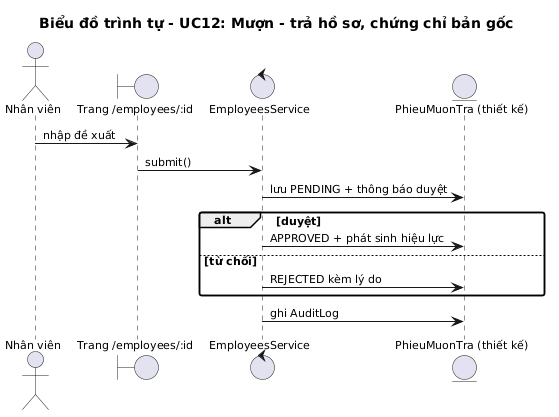 Biểu đồ trình tự - UC12: Mượn - trả hồ sơ, chứng chỉ bản gốc
Nhân viên Trang /employees/:id EmployeesService PhieuMuonTra (thiết kế)
nhập đề xuất
submit()
lưu PENDING + thông báo duyệt
alt [duyệt]
APPROVED + phát sinh hiệu lực
[từ chối]
REJECTED kèm lý do
ghi AuditLog
Nhân viên Trang /employees/:id EmployeesService PhieuMuonTra (thiết kế)